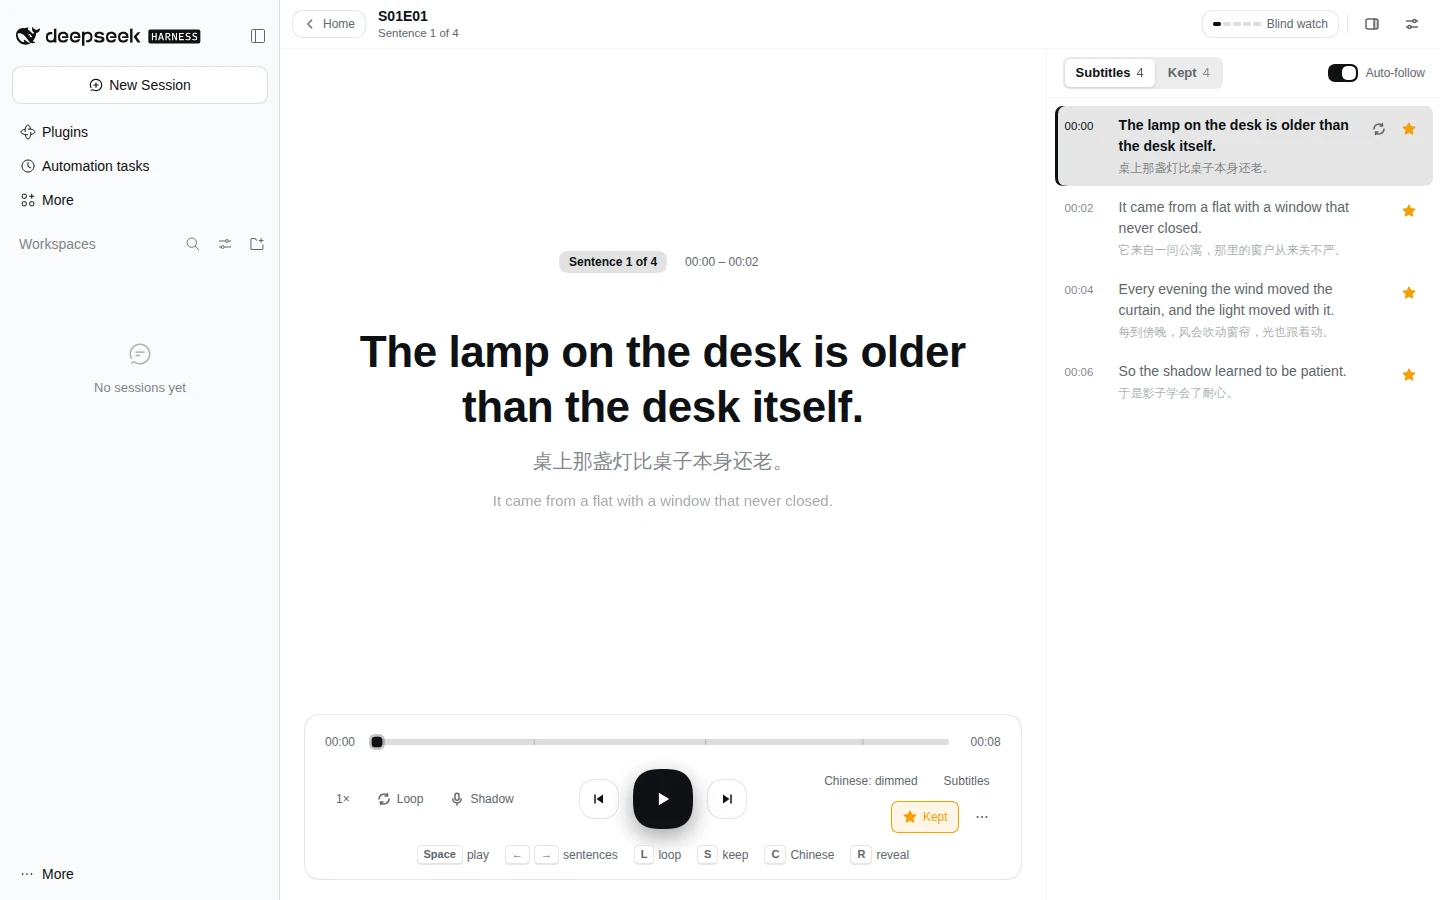 deepseek HARNESS
New Session
Plugins
Automation tasks
More
Workspaces
No sessions yet
More
Home
S01E01
Sentence 1 of 4
Blind watch
Sentence 1 of 4
00:00 – 00:02
The lamp on the desk is older
than the desk itself.
桌上那盏灯比桌子本身还老。
It came from a flat with a window that never closed.
00:00
00:08
1×
Loop
Shadow
Chinese: dimmed
Subtitles
Kept
Space play
← → sentences
L loop
S keep
C Chinese
R reveal
Subtitles 4
Kept 4
Auto-follow
00:00
The lamp on the desk is older than
the desk itself.
桌上那盏灯比桌子本身还老。
00:02
It came from a flat with a window that
never closed.
它来自一间公寓，那里的窗户从来关不严。
00:04
Every evening the wind moved the
curtain, and the light moved with it.
每到傍晚，风会吹动窗帘，光也跟着动。
00:06
So the shadow learned to be patient.
于是影子学会了耐心。